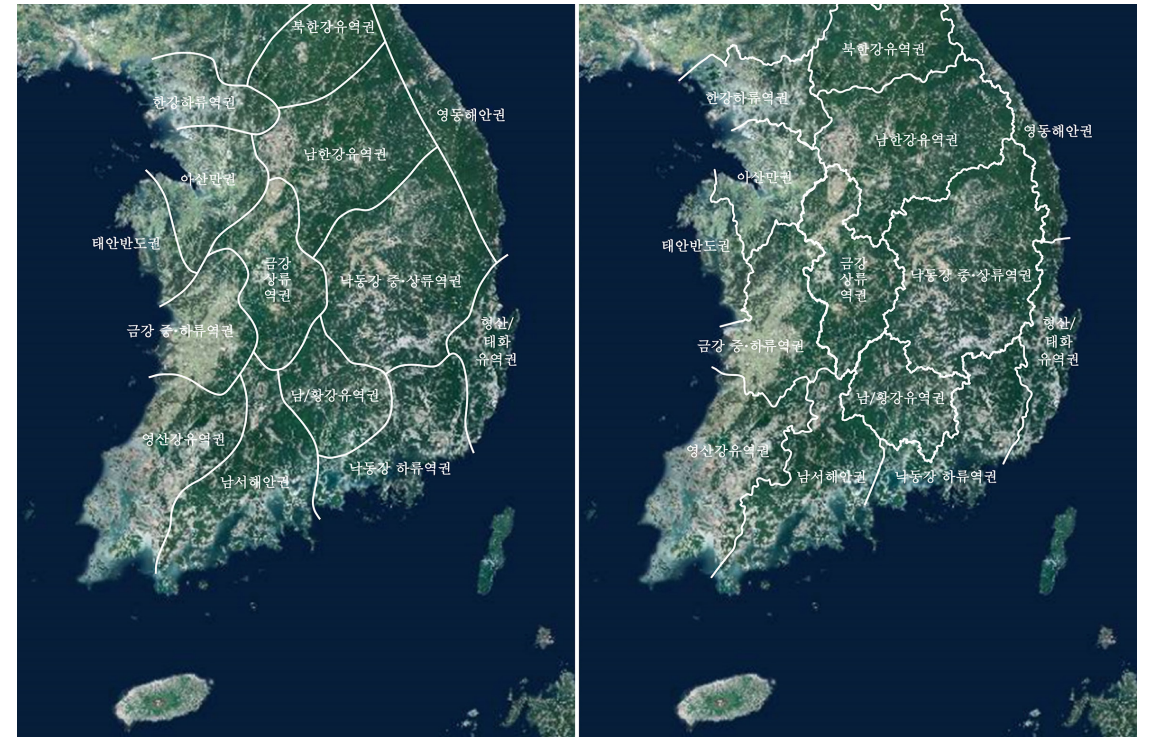 북한강유역권
한강하류역권
영동해안권
남한강유역권
아산만권
태안반도권
금강
상류
역권
낙동강 중·상류역권
금강 중·하류역권
형산/
태화
유역권
남/황강유역권
영산강유역권
남서해안권
낙동강 하류역권
북한강유역권
한강하류역권
영동해안권
남한강유역권
아산만권
태안반도권
금강
상류
역권
낙동강 중·상류역권
금강 중·하류역권
형산/
태화
유역권
남/황강유역권
영산강유역권
남서해안권
낙동강 하류역권